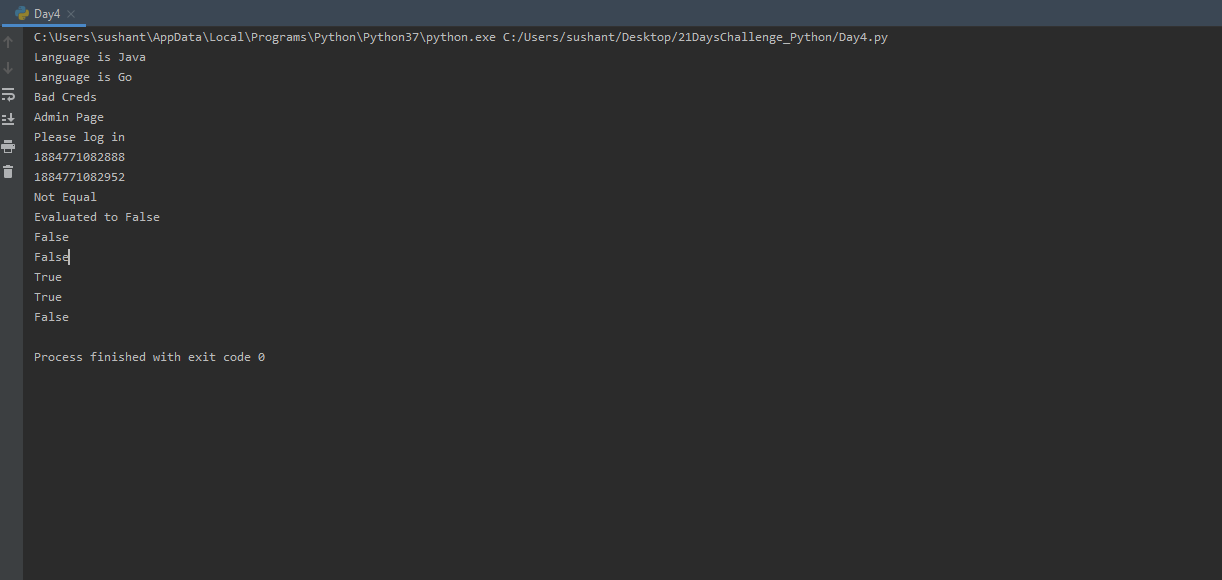 Day4
C:\Users\sushant\AppData\Local\Programs\Python\Python37\python.exe C:/Users/sushant/Desktop/21DaysChallenge_Python/Day4.py
Language is Java
Language is Go
Bad Creds
Admin Page
Please log in
1884771082888
1884771082952
Not Equal
Evaluated to False
False
False
True
True
False
Process finished with exit code 0